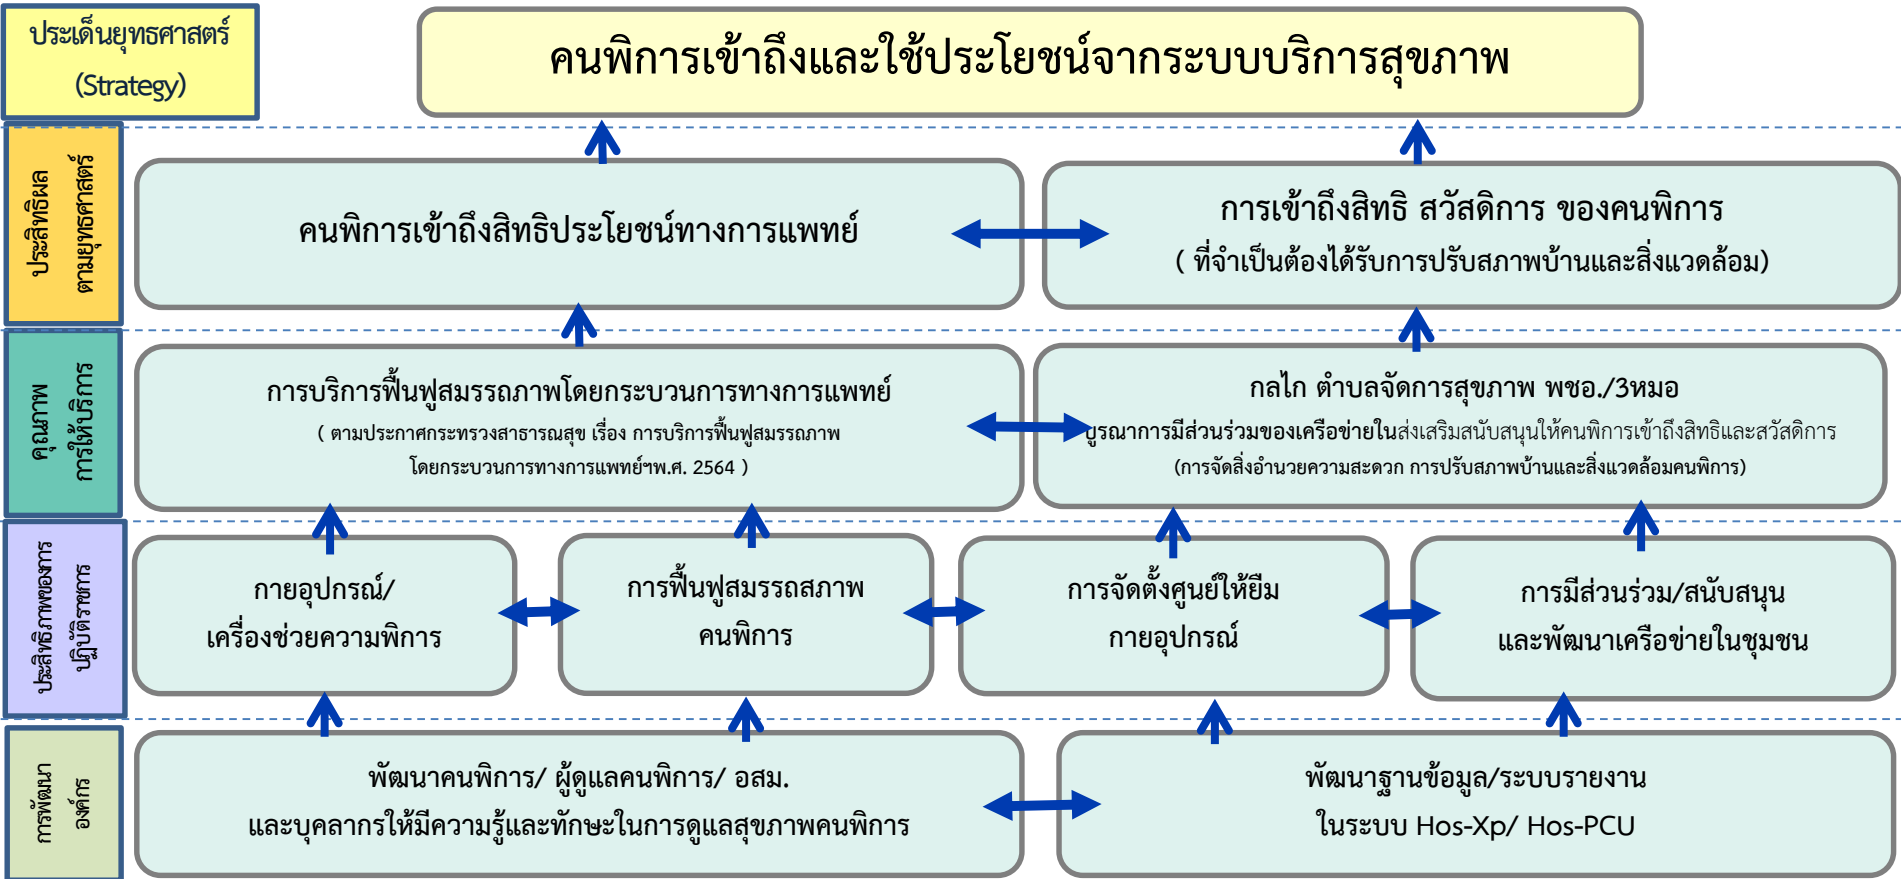 ประเด็นยุทธศาสตร์
(Strategy)
คนพิการเข้าถึงและใช้ประโยชน์จากระบบบริการสุขภาพ
ประสิทธิผล
ตามยุทธศาสตร์
คนพิการเข้าถึงสิทธิประโยชน์ทางการแพทย์
การเข้าถึงสิทธิ สวัสดิการ ของคนพิการ
( ที่จำเป็นต้องได้รับการปรับสภาพบ้านและสิ่งแวดล้อม)
คุณภาพ
การให้บริการ
การบริการฟื้นฟูสมรรถภาพโดยกระบวนการทางการแพทย์
( ตามประกาศกระทรวงสาธารณสุข เรื่อง การบริการฟื้นฟูสมรรถภาพ
โดยกระบวนการทางการแพทย์ฯพ.ศ. 2564 )
กลไก ตำบลจัดการสุขภาพ พชอ./3หมอ
บูรณาการมีส่วนร่วมของเครือข่ายในส่งเสริมสนับสนุนให้คนพิการเข้าถึงสิทธิและสวัสดิการ
(การจัดสิ่งอำนวยความสะดวก การปรับสภาพบ้านและสิ่งแวดล้อมคนพิการ)
ประสิทธิภาพของการ
ปฏิบัติราชการ
กายอุปกรณ์/
เครื่องช่วยความพิการ
การฟื้นฟูสมรรถสภาพ
คนพิการ
การจัดตั้งศูนย์ให้ยืม
กายอุปกรณ์
การมีส่วนร่วม/สนับสนุน
และพัฒนาเครือข่ายในชุมชน
การพัฒนา
องค์กร
พัฒนาคนพิการ/ ผู้ดูแลคนพิการ/ อสม.
และบุคลากรให้มีความรู้และทักษะในการดูแลสุขภาพคนพิการ
พัฒนาฐานข้อมูล/ระบบรายงาน
ในระบบ Hos-Xp/ Hos-PCU